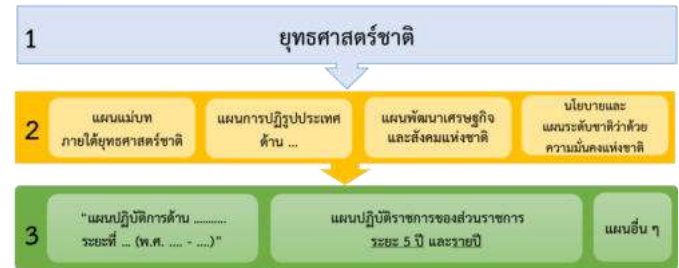 1
ยุทธศาสตร์ชาติ
2
แผนแม่บท
ภายใต้ยุทธศาสตร์ชาติ
แผนการปฏิรูปประเทศ
ด้าน ...
แผนพัฒนาเศรษฐกิจ
และสังคมแห่งชาติ
นโยบายและ
แผนระดับชาติว่าด้วย
ความมั่นคงแห่งชาติ
3
"แผนปฏิบัติการด้าน ..........
ระยะที่ ... (พ.ศ. .... - ....)"
แผนปฏิบัติราชการของส่วนราชการ
ระยะ 5 ปี และรายปี
แผนอื่น ๆ